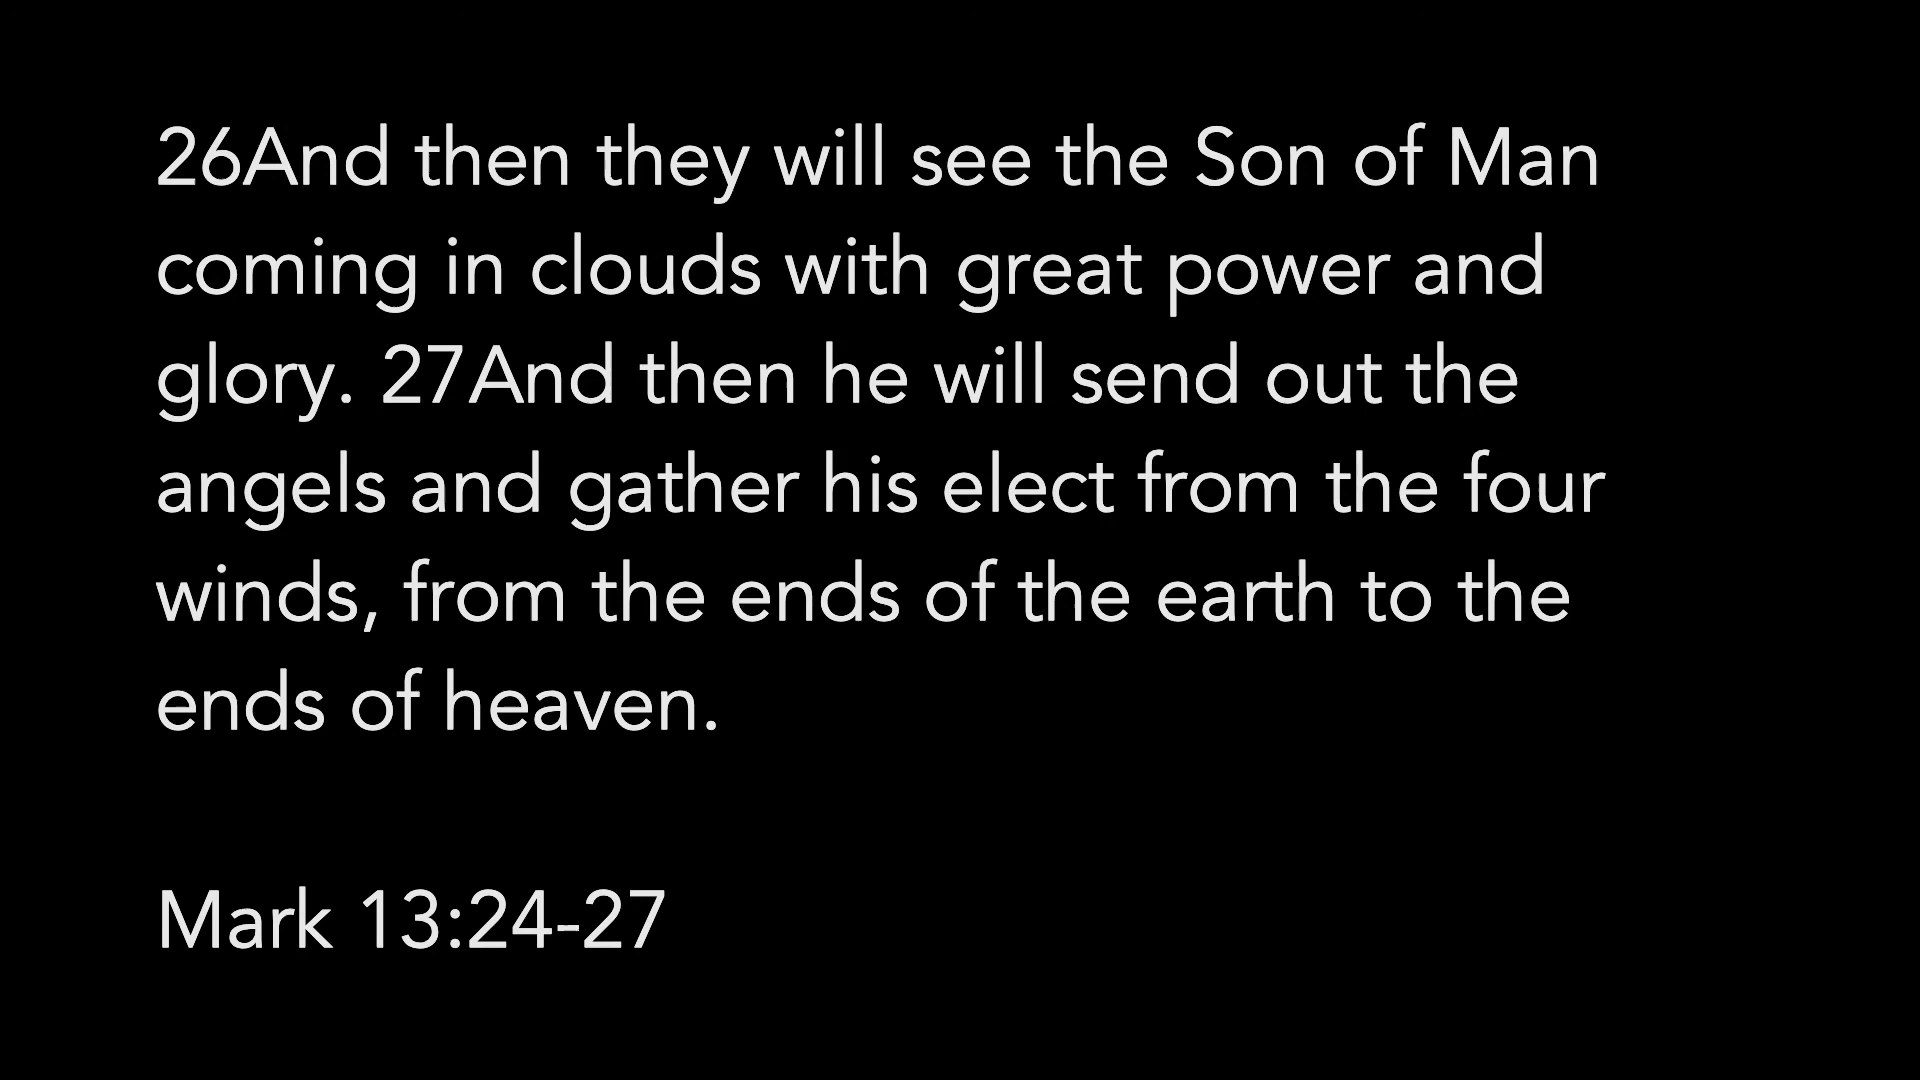 26And then they will see the Son of Man
coming in clouds with great power and
glory. 27And then he will send out the
angels and gather his elect from the four
winds, from the ends of the earth to the
ends of heaven.
Mark 13:24-27